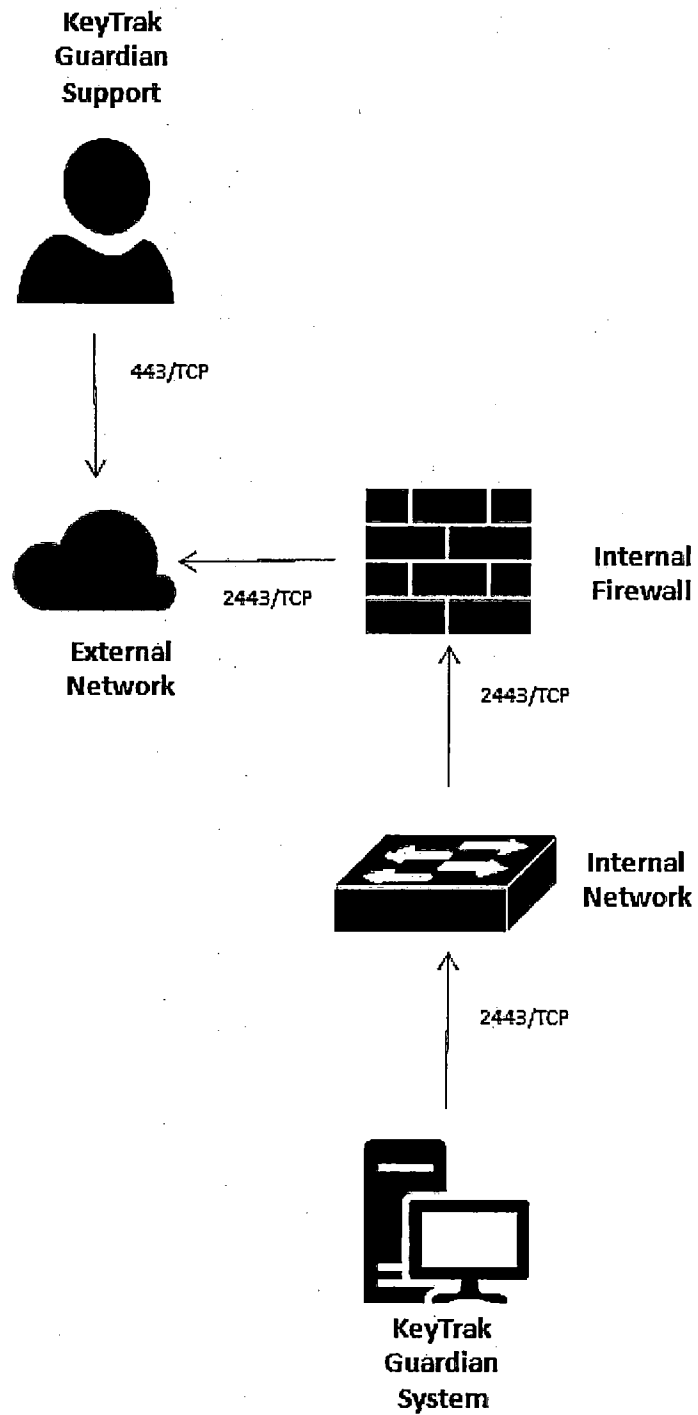 KeyTrak
Guardian
Support
443/TCP
2443/TCP
Internal
Firewall
External
Network
2443/TCP
Internal
Network
2443/TCP
KeyTrak
Guardian
System